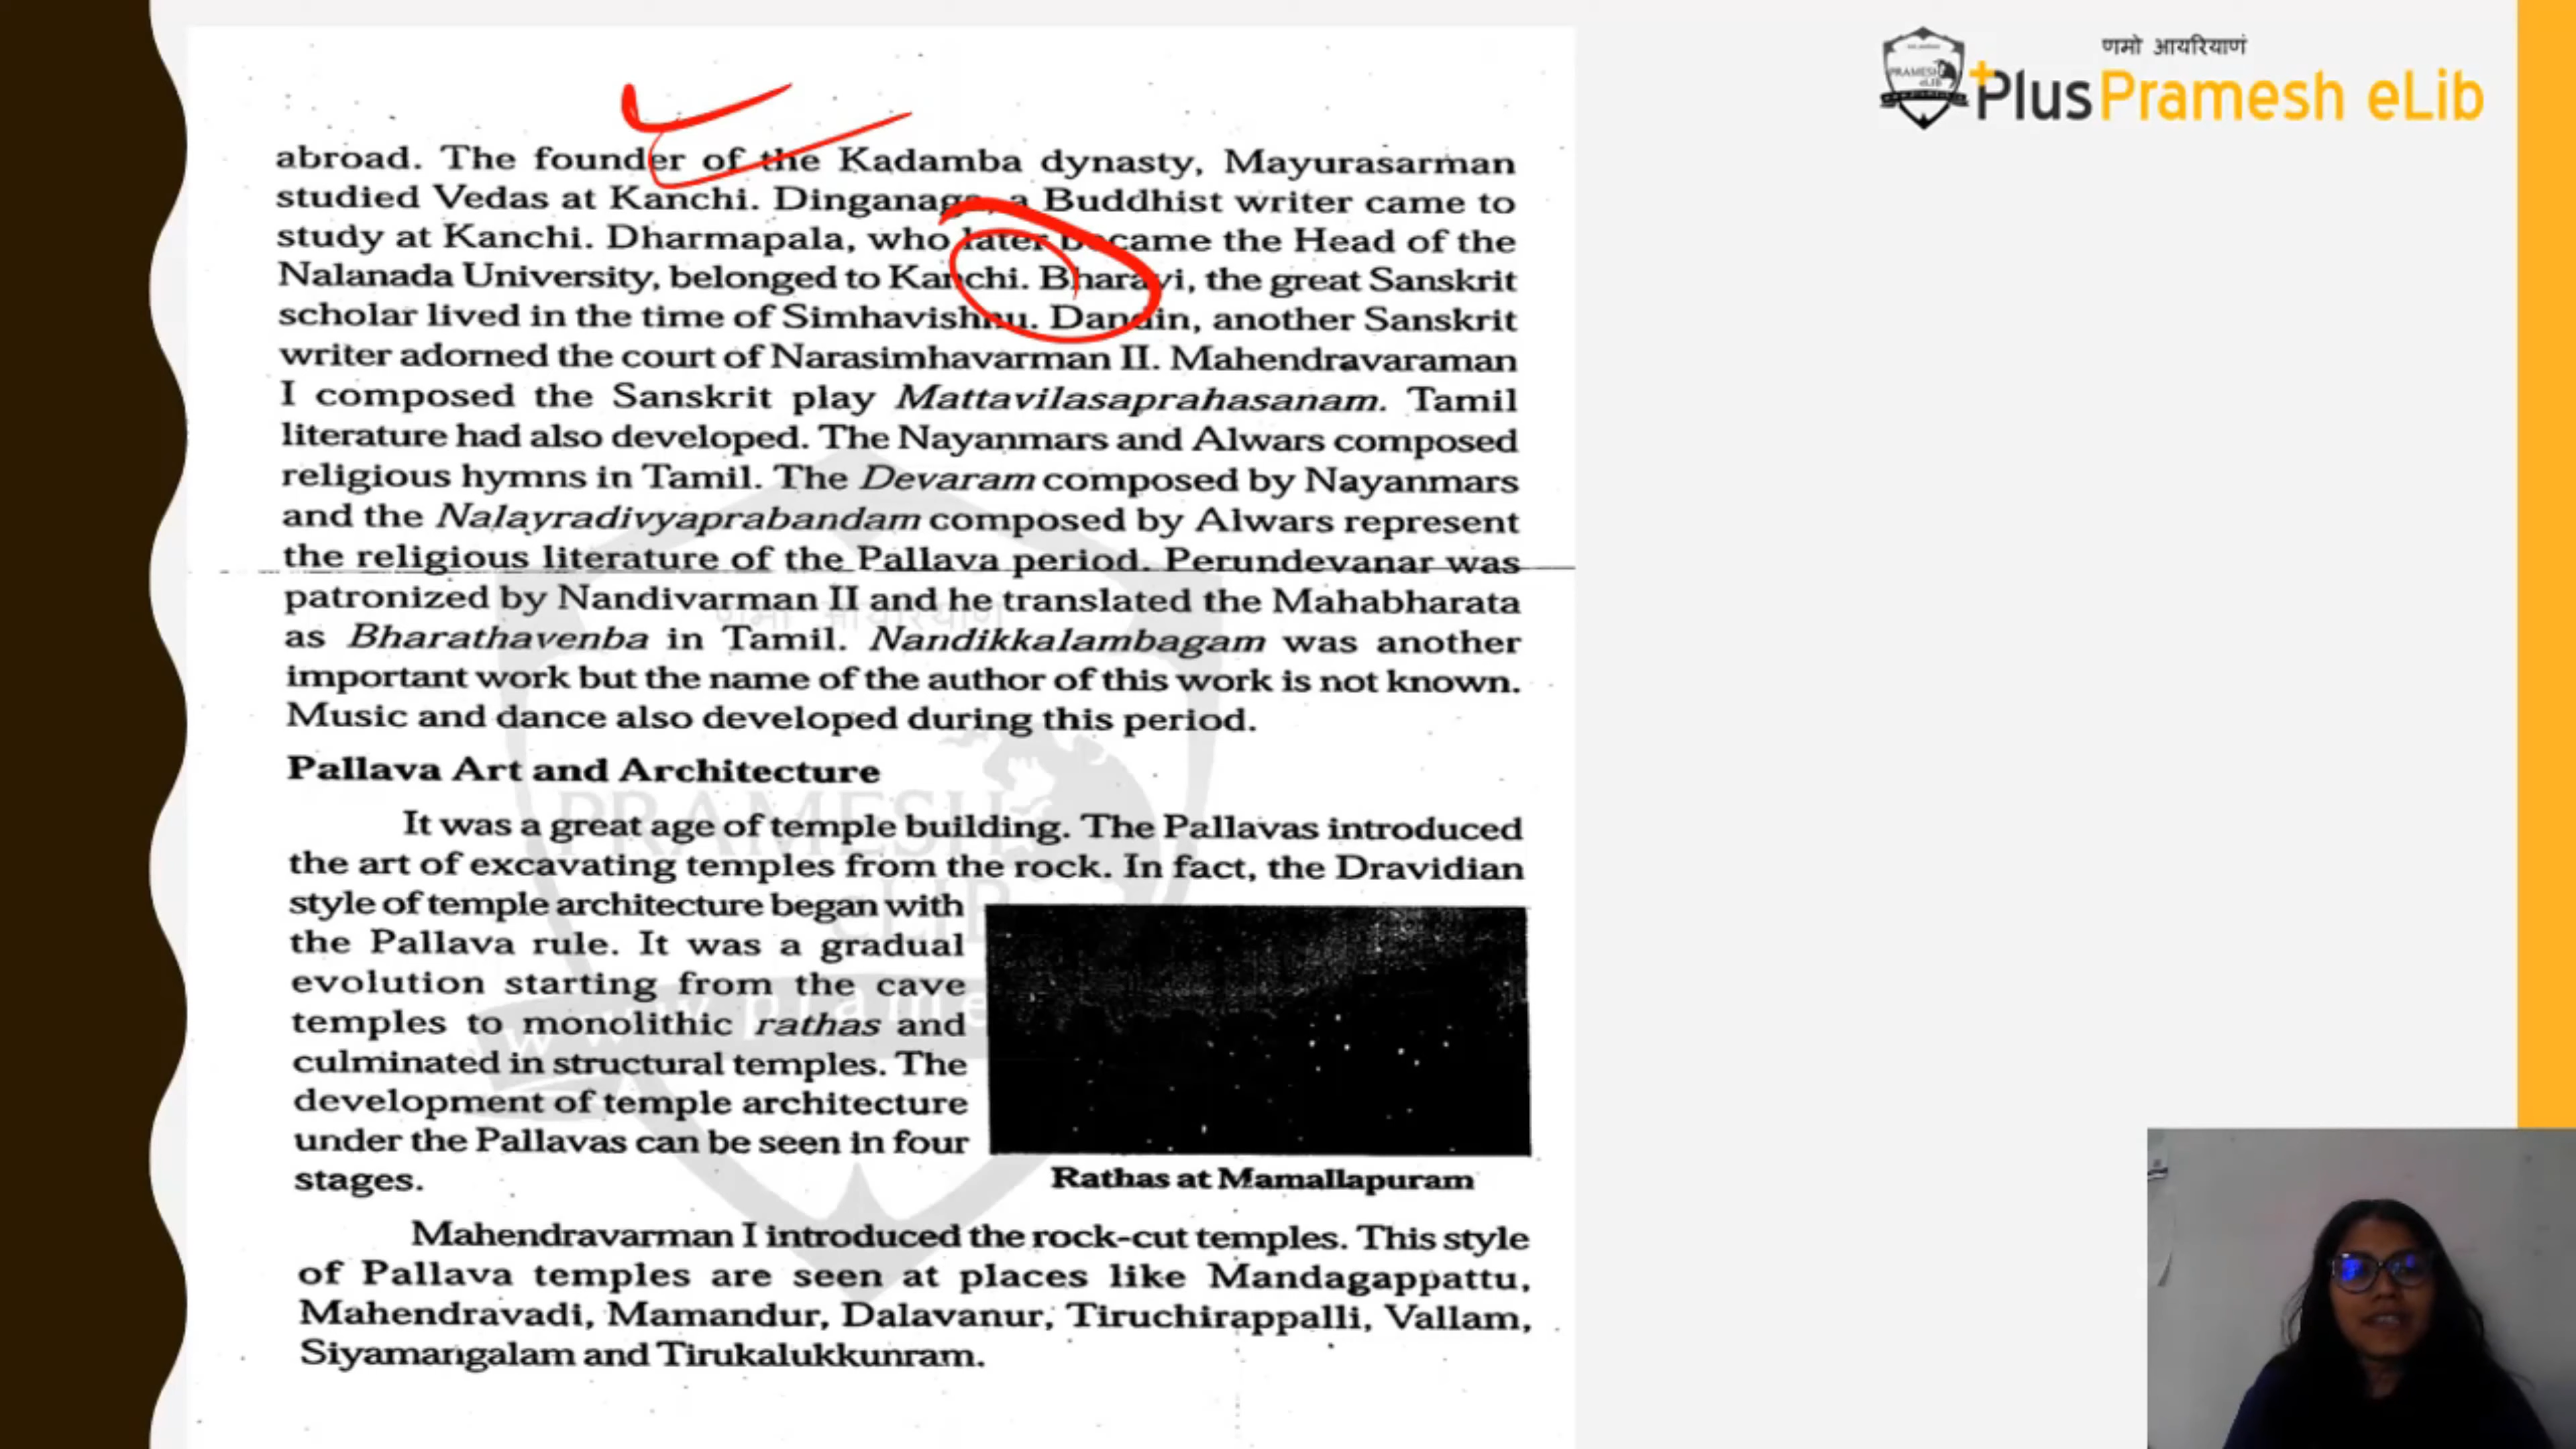 णमो आयरियाणं
PRAMESH
eLIB
+PlusPramesh eLib
abroad. The founder of the Kadamba dynasty, Mayurasarman
studied Vedas at Kanchi. Dinganaga, a Buddhist writer came to
study at Kanchi. Dharmapala, who later became the Head of the
Nalanada University, belonged to Kanchi. Bharavi, the great Sanskrit
scholar lived in the time of Simhavishnu. Dandin, another Sanskrit
writer adorned the court of Narasimhavarman II. Mahendravaraman
I composed the Sanskrit play Mattavilasaprahasanam. Tamil
literature had also developed. The Nayanmars and Alwars composed
religious hymns in Tamil. The Devaram composed by Nayanmars
and the Nalayradivyaprabandam composed by Alwars represent
the religious literature of the Pallava period. Perundevanar was
patronized by Nandivarman II and he translated the Mahabharata
as Bharathavenba in Tamil. Nandikkalambagam was another
important work but the name of the author of this work is not known.
Music and dance also developed during this period.
Pallava Art and Architecture
It was a great age of temple building. The Pallavas introduced
the art of excavating temples from the rock. In fact, the Dravidian
style of temple architecture began with
the Pallava rule. It was a gradual
evolution starting from the cave
temples to monolithic rathas and
culminated in structural temples. The
development of temple architecture
under the Pallavas can be seen in four
stages.
Rathas at Mamallapuram
Mahendravarman I introduced the rock-cut temples. This style
of Pallava temples are seen at places like Mandagappattu,
Mahendravadi, Mamandur, Dalavanur, Tiruchirappalli, Vallam,
Siyamangalam and Tirukalukkunram.
णमो आयरियाणं
PRAMESH
eLIB